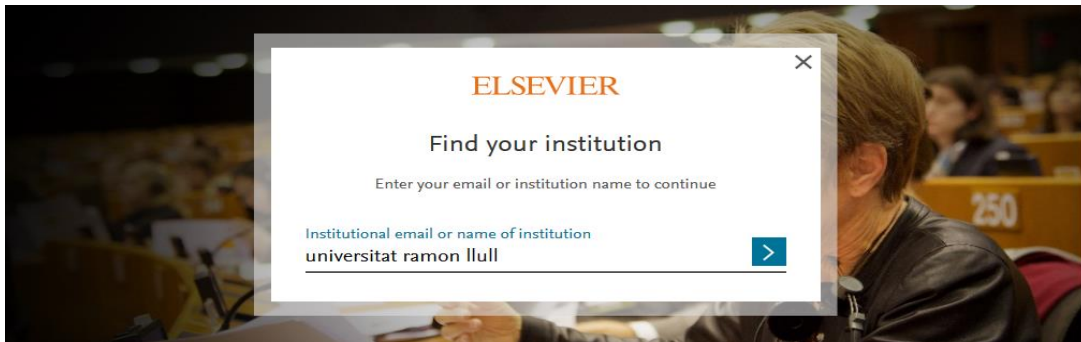 ELSEVIER
Find your institution
Enter your email or institution name to continue
Institutional email or name of institution
universitat ramon llull
250